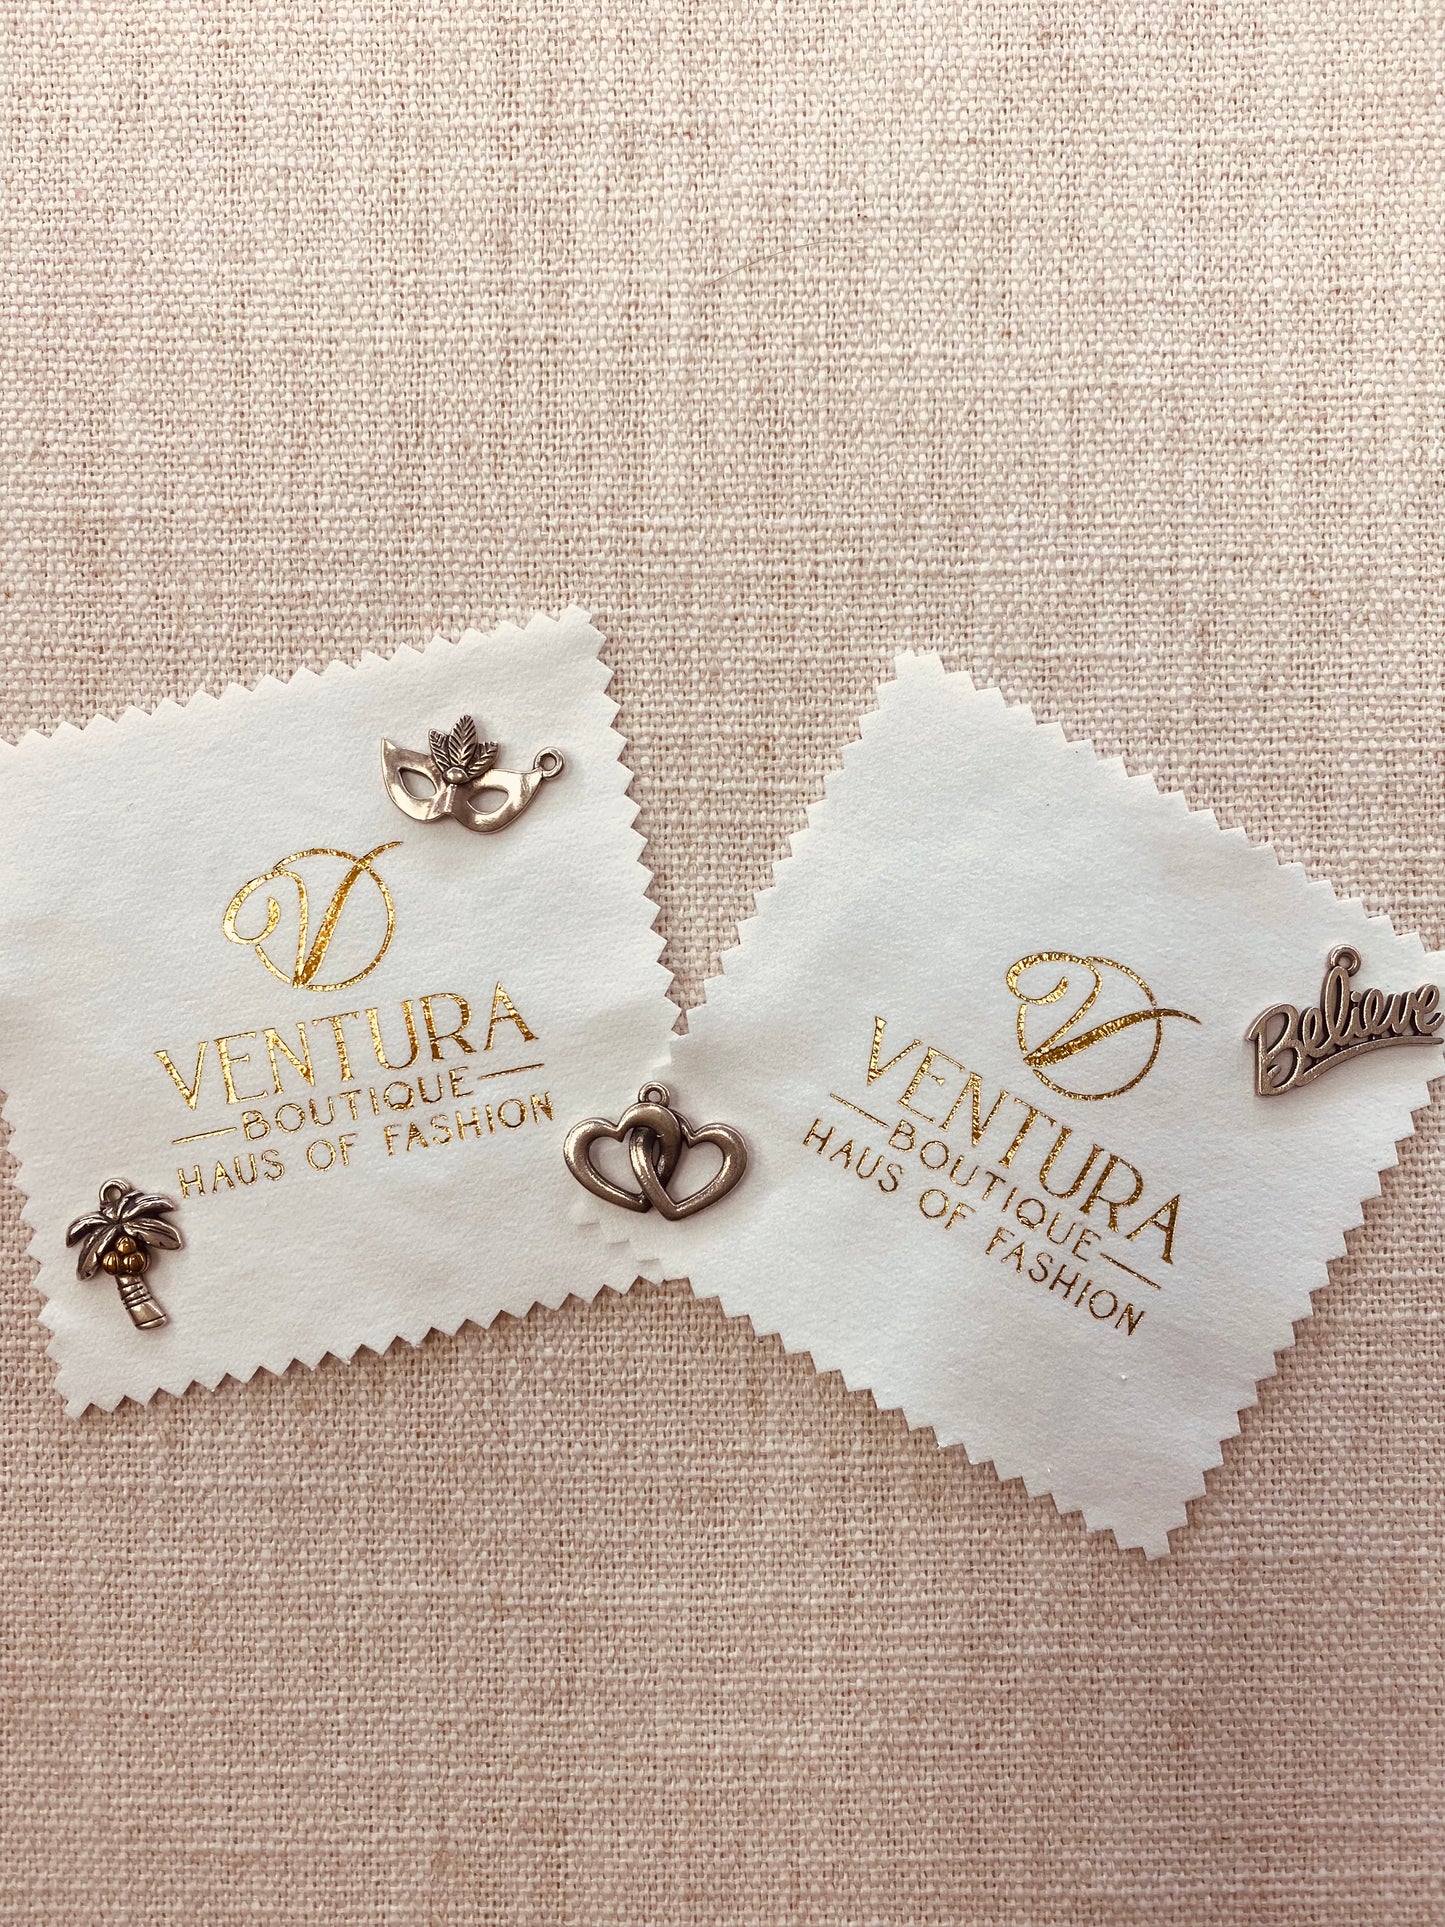 V
VENTURA
BOUTIQUE
HAUS OF FASHION
V
VENTURA
BOUTIQUE
HAUS OF FASHION
Believe